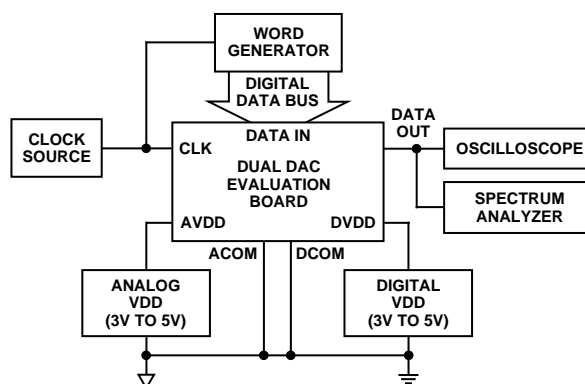 WORD
GENERATOR
DIGITAL
DATA BUS
DATA
OUT
CLOCK
SOURCE
CLK
DATA IN
DUAL DAC
EVALUATION
BOARD
OSCILLOSCOPE
SPECTRUM
ANALYZER
AVDD
DVDD
ACOM
DCOM
ANALOG
VDD
(3V TO 5V)
DIGITAL
VDD
(3V TO 5V)